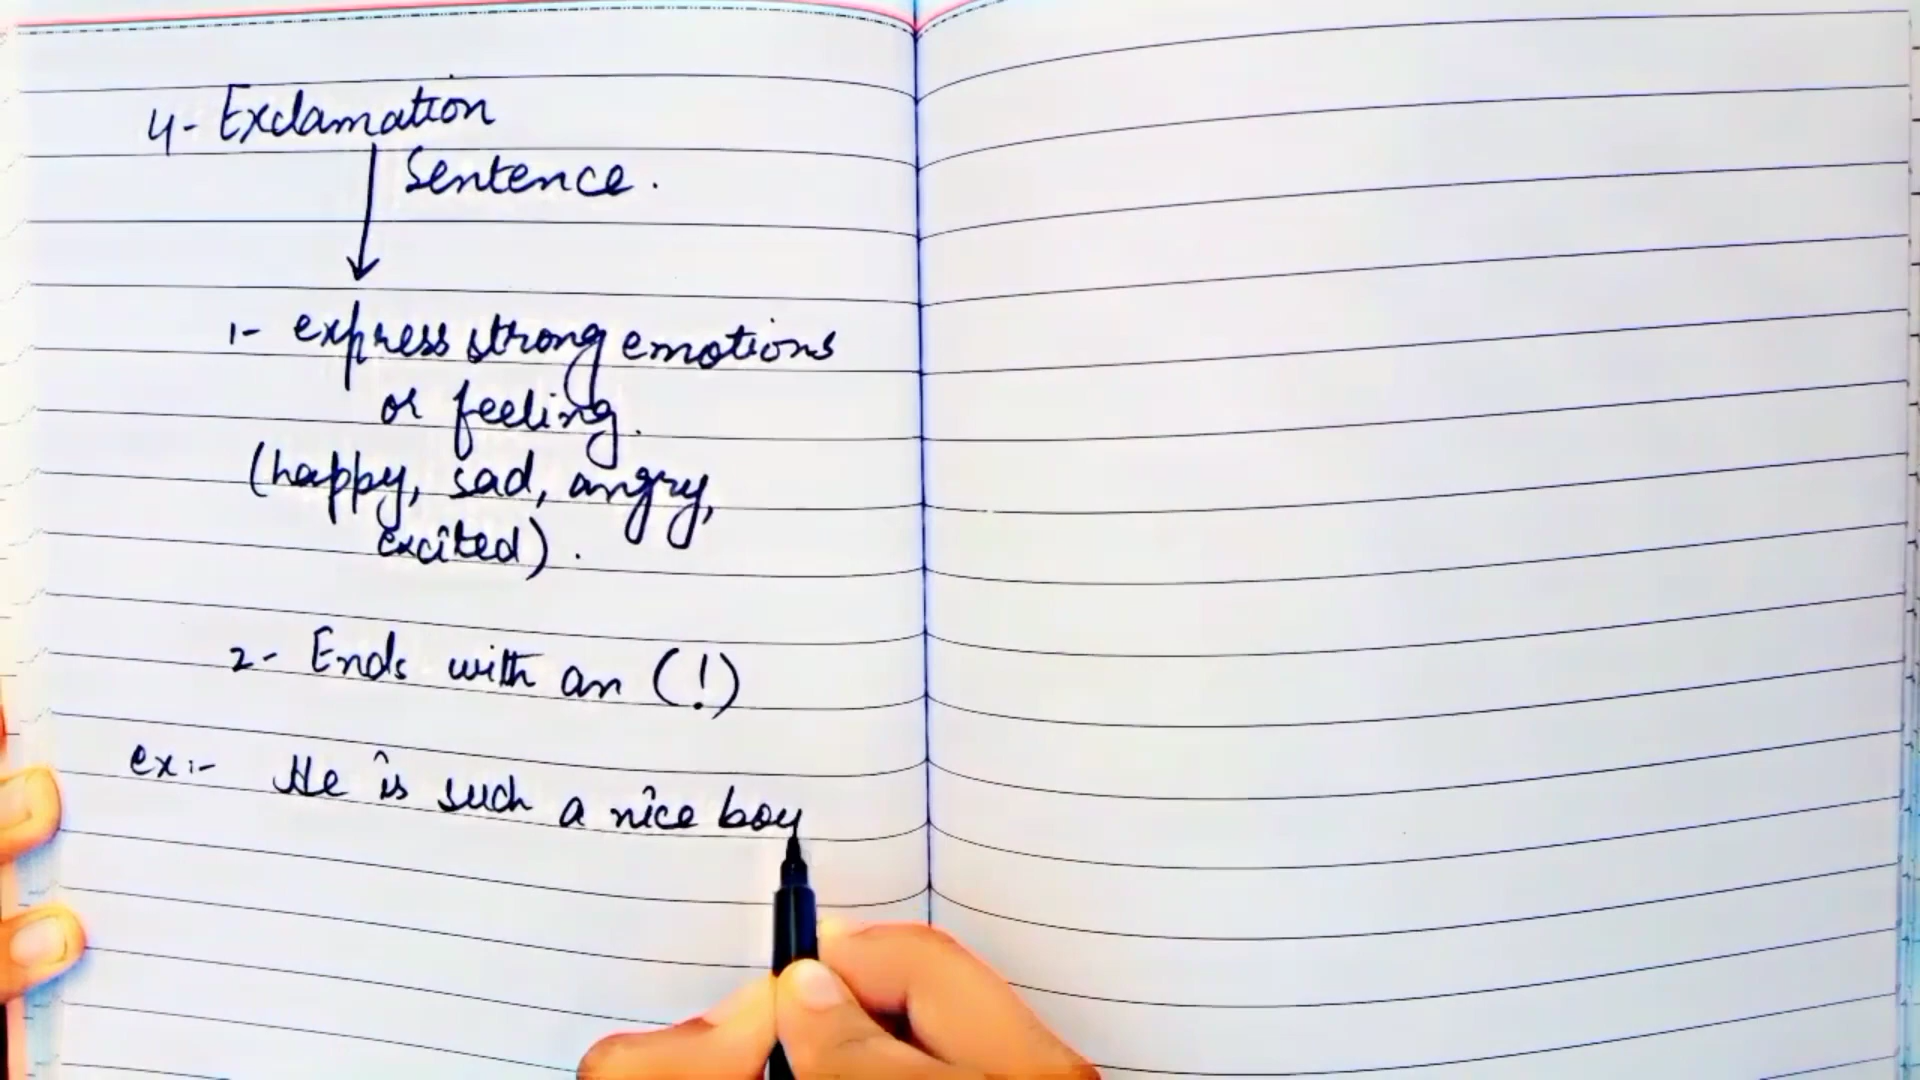 4- Exclamation
Sentence.
1- express strong emotions
or feeling.
(happy, sad, angry,
excited).
2- Ends with an (!)
ex:- He is such a nice boy